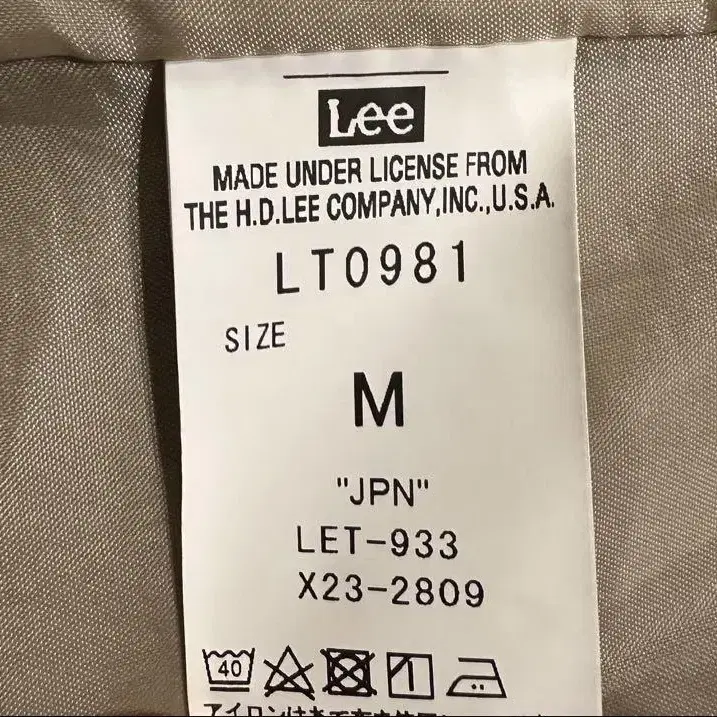 Lee
MADE UNDER LICENSE FROM
THE H.D.LEE COMPANY,INC.,U.S.A.
LT0981
SIZE
M
"JPN"
LET-933
X23-2809
40